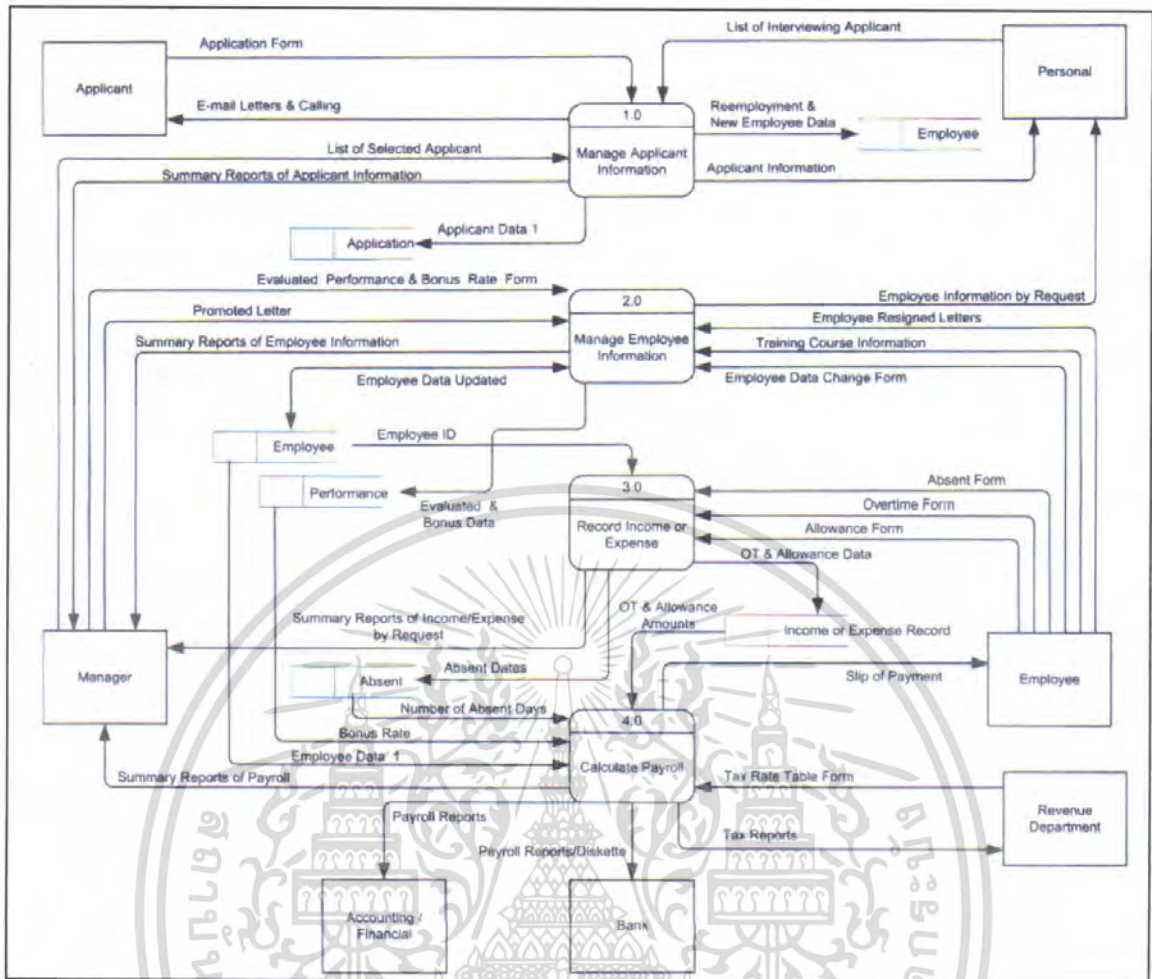 Application Form
List of Interviewing Applicant
Applicant
Personal
E-mail Letters & Calling
1.0
Manage Applicant
Information
Reemployment &
New Employee Data
Employee
List of Selected Applicant
Summary Reports of Applicant Information
Applicant Information
Applicant Data 1
Application
Evaluated Performance & Bonus Rate Form
2.0
Manage Employee
Information
Employee Information by Request
Promoted Letter
Employee Resigned Letters
Summary Reports of Employee Information
Training Course Information
Employee Data Updated
Employee Data Change Form
Employee
Employee ID
Performance
Evaluated &
Bonus Data
3.0
Record Income or
Expense
Absent Form
Overtime Form
Allowance Form
OT & Allowance Data
Summary Reports of Income/Expense
by Request
OT & Allowance
Amounts
Income or Expense Record
Manager
Absent Dates
Absent
Slip of Payment
Employee
Number of Absent Days
4.0
Calculate Payroll
Bonus Rate
Employee Data 1
Summary Reports of Payroll
Tax Rate Table Form
Revenue
Department
Payroll Reports
Payroll Reports/Diskette
Tax Reports
Accounting /
Financial
Bank